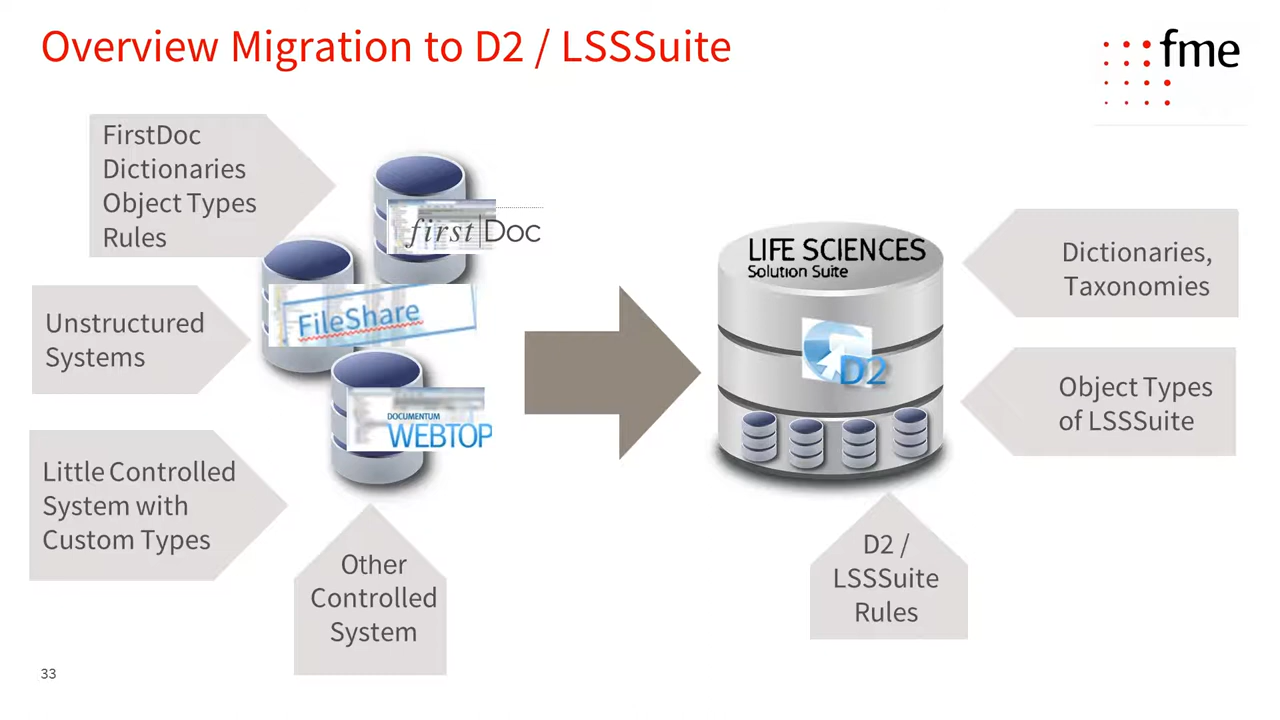 Overview Migration to D2 / LSSSuite
fme
FirstDoc
Dictionaries
Object Types
Rules
first|Doc
Unstructured
Systems
FileShare
Little Controlled
System with
Custom Types
DOCUMENTUM
WEBTOP
Other
Controlled
System
LIFE SCIENCES
Solution Suite
D2
Dictionaries,
Taxonomies
Object Types
of LSSSuite
D2 /
LSSSuite
Rules
33